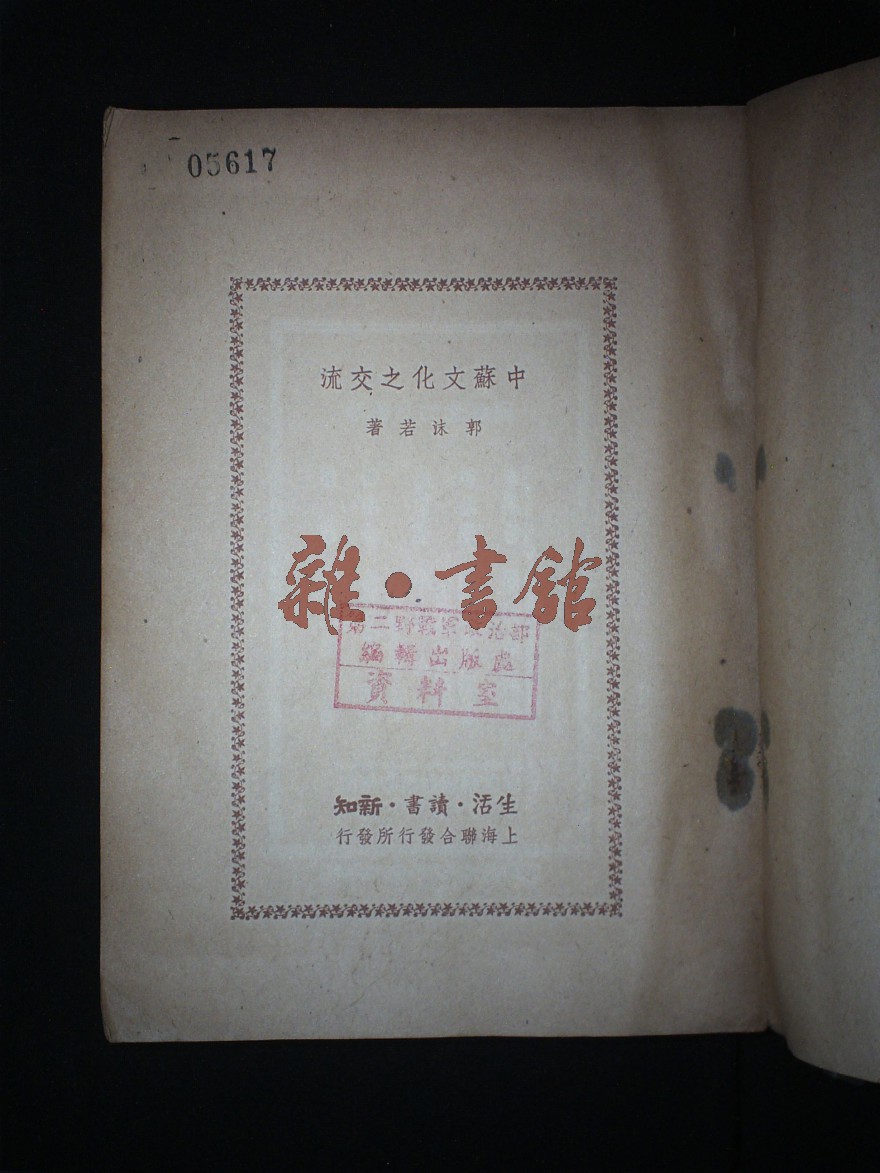 05617
中蘇文化之交流
郭沫若著
雜·書館
第二野戰軍政治部
編輯出版處
資料室
生活·讀書·新知
上海聯合發行所發行